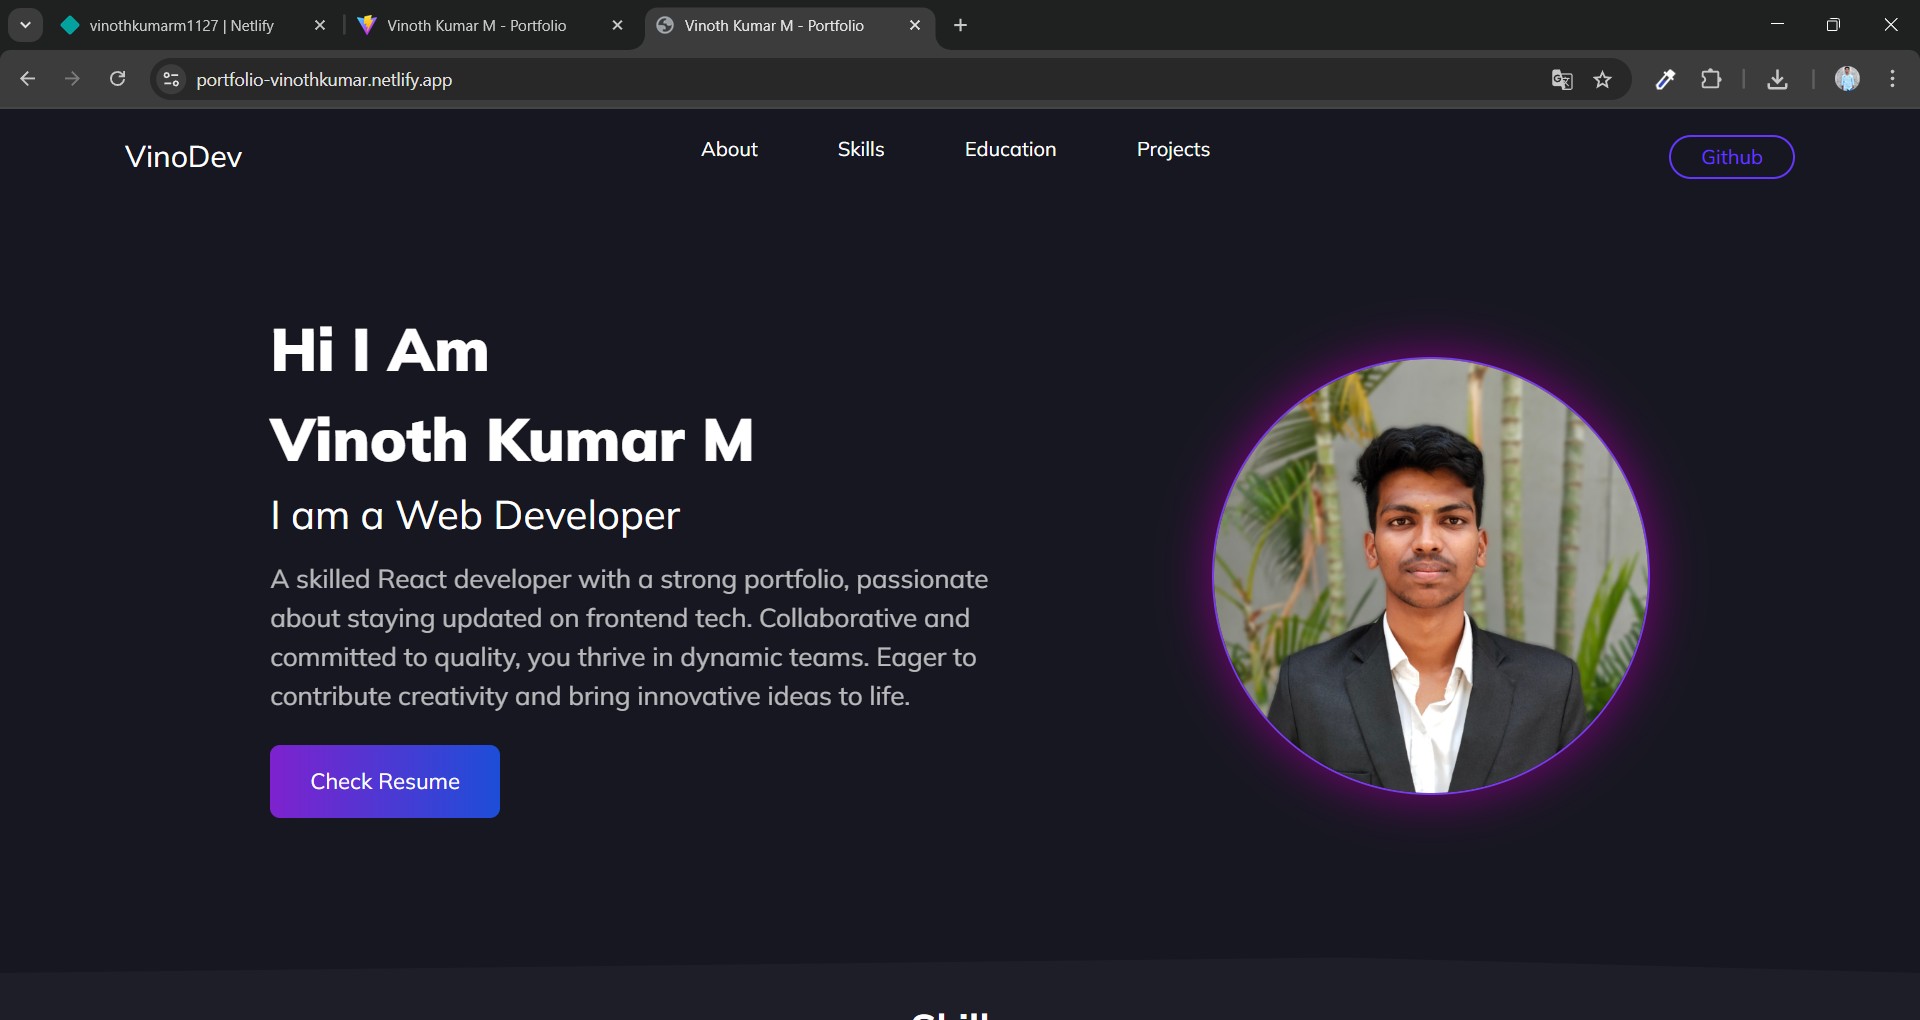 vinothkumarm1127 | Netlify
Vinoth Kumar M - Portfolio
Vinoth Kumar M - Portfolio
portfolio-vinothkumar.netlify.app
VinoDev
About
Skills
Education
Projects
Github
Hi I Am
Vinoth Kumar M
I am a Web Developer
A skilled React developer with a strong portfolio, passionate
about staying updated on frontend tech. Collaborative and
committed to quality, you thrive in dynamic teams. Eager to
contribute creativity and bring innovative ideas to life.
Check Resume